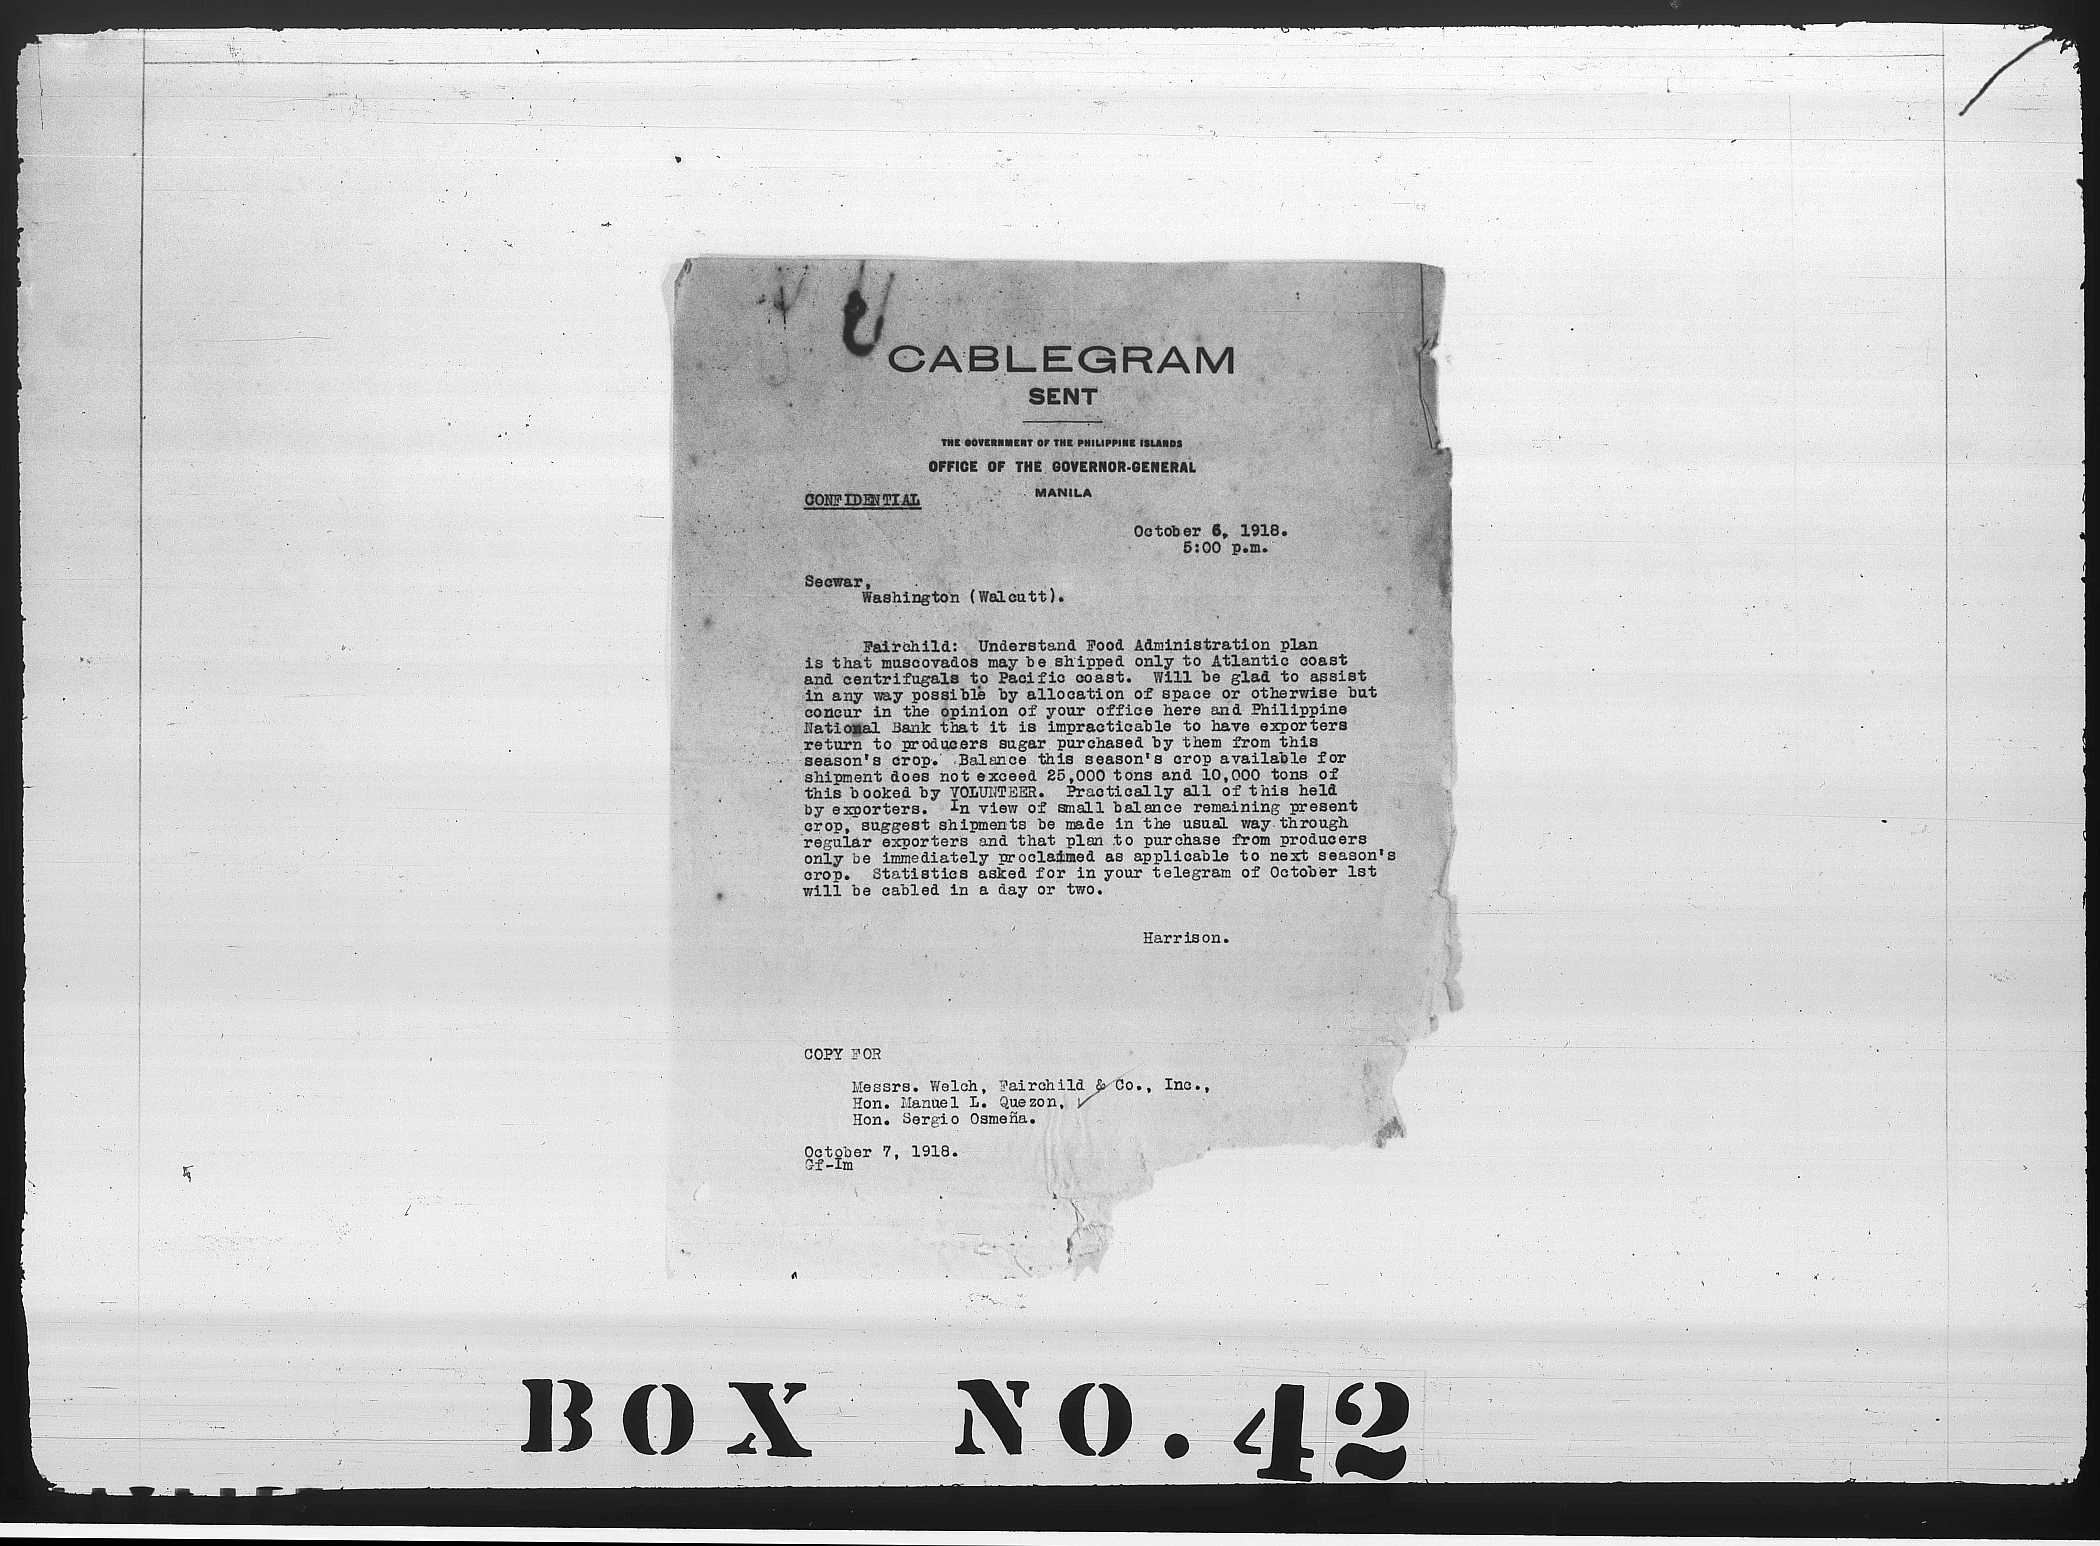 CABLEGRAM
SENT
THE GOVERNMENT OF THE PHILIPPINE ISLANDS
OFFICE OF THE GOVERNOR-GENERAL
MANILA
CONFIDENTIAL
October 6, 1918.
5:00 p.m.
Secwar,
Washington (Walcutt).
Fairchild: Understand Food Administration plan
is that muscovados may be shipped only to Atlantic coast
and centrifugals to Pacific coast. Will be glad to assist
in any way possible by allocation of space or otherwise but
concur in the opinion of your office here and Philippine
National Bank that it is impracticable to have exporters
return to producers sugar purchased by them from this
season's crop. Balance this season's crop available for
shipment does not exceed 25,000 tons and 10,000 tons of
this booked by VOLUNTEER. Practically all of this held
by exporters. In view of small balance remaining present
crop, suggest shipments be made in the usual way through
regular exporters and that plan to purchase from producers
only be immediately proclaimed as applicable to next season's
crop. Statistics asked for in your telegram of October 1st
will be cabled in a day or two.
Harrison.
COPY FOR
Messrs. Welch, Fairchild & Co., Inc.,
Hon. Manuel L. Quezon,
Hon. Sergio Osmeña.
October 7, 1918.
Gf-Im
BOX NO. 42